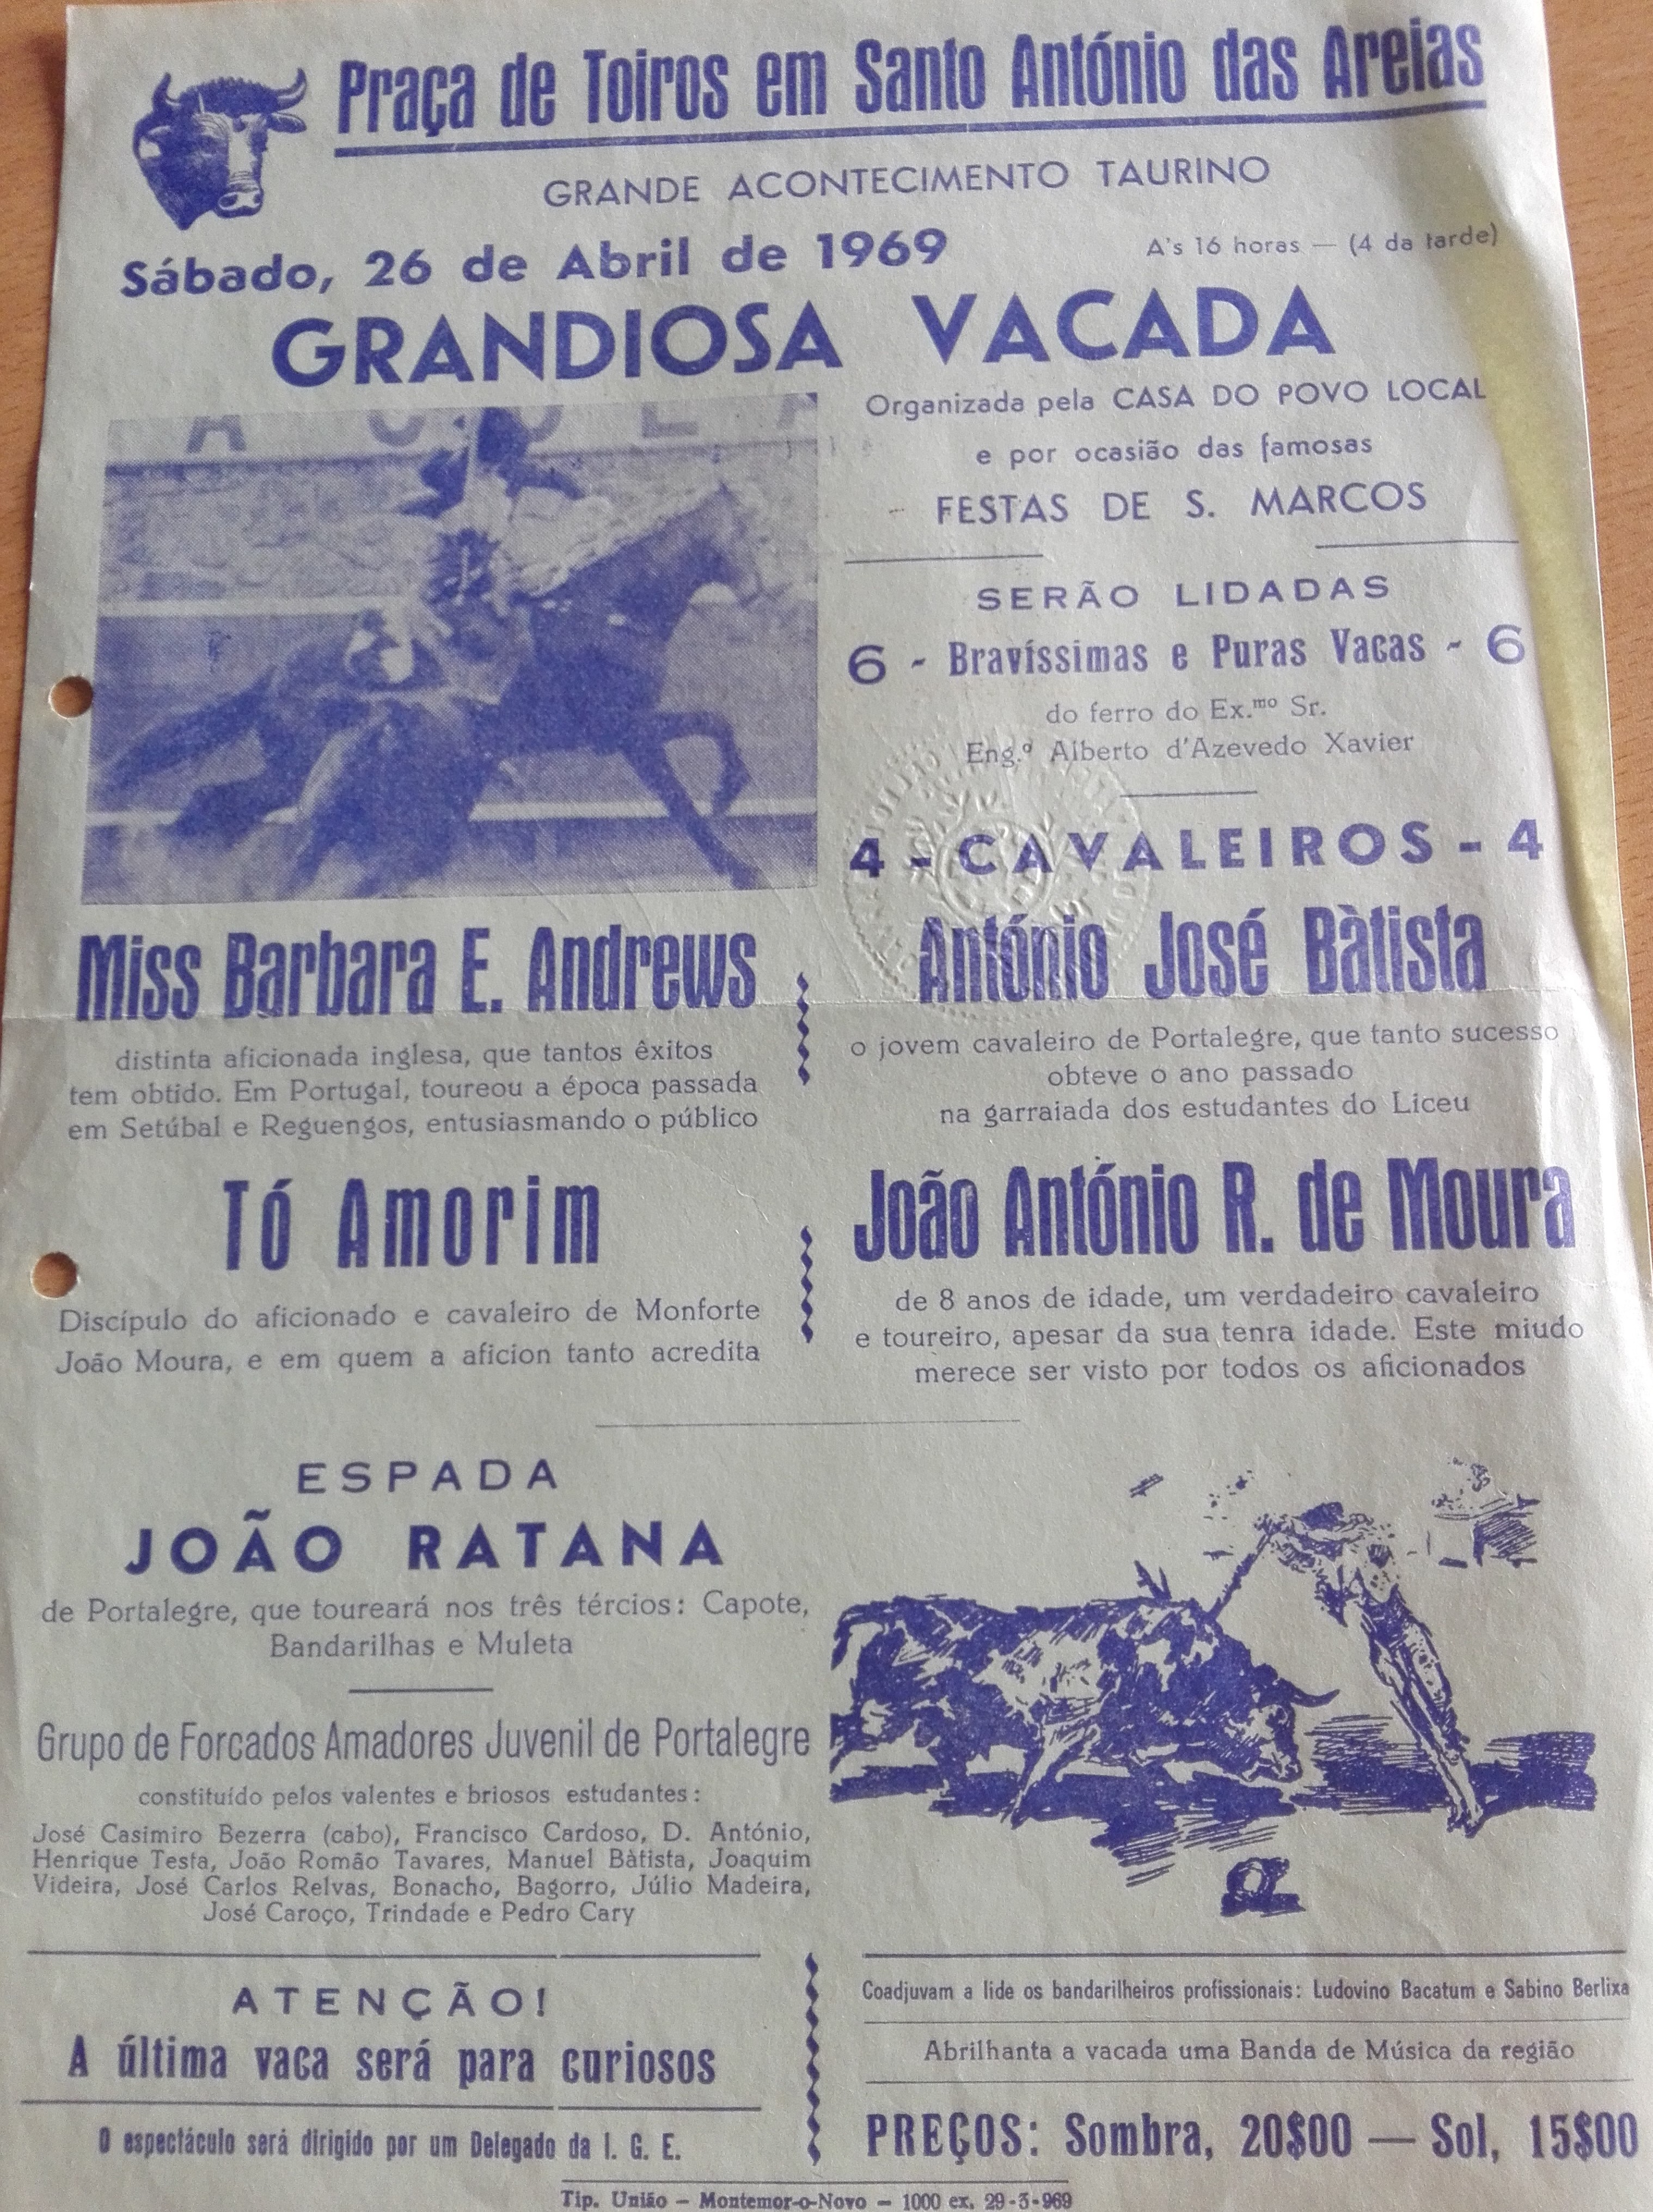 Praça de Toiros em Santo António das Areias
GRANDE ACONTECIMENTO TAURINO
Sábado, 26 de Abril de 1969
A's 16 horas — (4 da tarde)
GRANDIOSA VACADA
Organizada pela CASA DO POVO LOCAL
e por ocasião das famosas
FESTAS DE S. MARCOS
SERÃO LIDADAS
6 - Bravíssimas e Puras Vacas - 6
do ferro do Ex.mo Sr.
Eng.º Alberto d'Azevedo Xavier
4 - CAVALEIROS - 4
Miss Barbara E. Andrews
distinta aficionada inglesa, que tantos êxitos
tem obtido. Em Portugal, toureou a época passada
em Setúbal e Reguengos, entusiasmando o público
António José Bàtista
o jovem cavaleiro de Portalegre, que tanto sucesso
obteve o ano passado
na garraiada dos estudantes do Liceu
Tó Amorim
Discípulo do aficionado e cavaleiro de Monforte
João Moura, e em quem a aficion tanto acredita
João António R. de Moura
de 8 anos de idade, um verdadeiro cavaleiro
e toureiro, apesar da sua tenra idade. Este miudo
merece ser visto por todos os aficionados
ESPADA
JOÃO RATANA
de Portalegre, que toureará nos três tércios: Capote,
Bandarilhas e Muleta
Grupo de Forcados Amadores Juvenil de Portalegre
constituído pelos valentes e briosos estudantes:
José Casimiro Bezerra (cabo), Francisco Cardoso, D. António,
Henrique Testa, João Romão Tavares, Manuel Bàtista, Joaquim
Videira, José Carlos Relvas, Bonacho, Bagorro, Júlio Madeira,
José Caroço, Trindade e Pedro Cary
ATENÇÃO!
A última vaca será para curiosos
O espectáculo será dirigido por um Delegado da I. G. E.
Coadjuvam a lide os bandarilheiros profissionais: Ludovino Bacatum e Sabino Berlixa
Abrilhanta a vacada uma Banda de Música da região
PREÇOS: Sombra, 20$00 — Sol, 15$00
Tip. União — Montemor-o-Novo — 1000 ex. 29-3-969